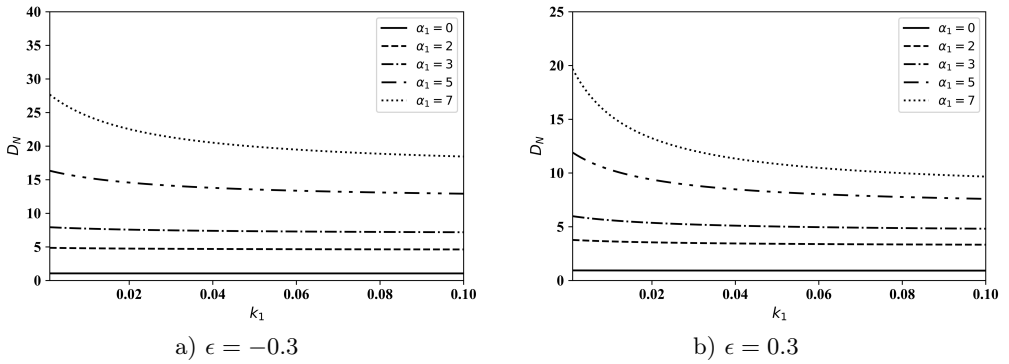 40
35
30
25
20
15
10
5
0
D_N
0.02 0.04 0.06 0.08 0.10
k_1
α_1 = 0
α_1 = 2
α_1 = 3
α_1 = 5
α_1 = 7
a) ϵ = −0.3
25
20
15
10
5
0
D_N
0.02 0.04 0.06 0.08 0.10
k_1
α_1 = 0
α_1 = 2
α_1 = 3
α_1 = 5
α_1 = 7
b) ϵ = 0.3